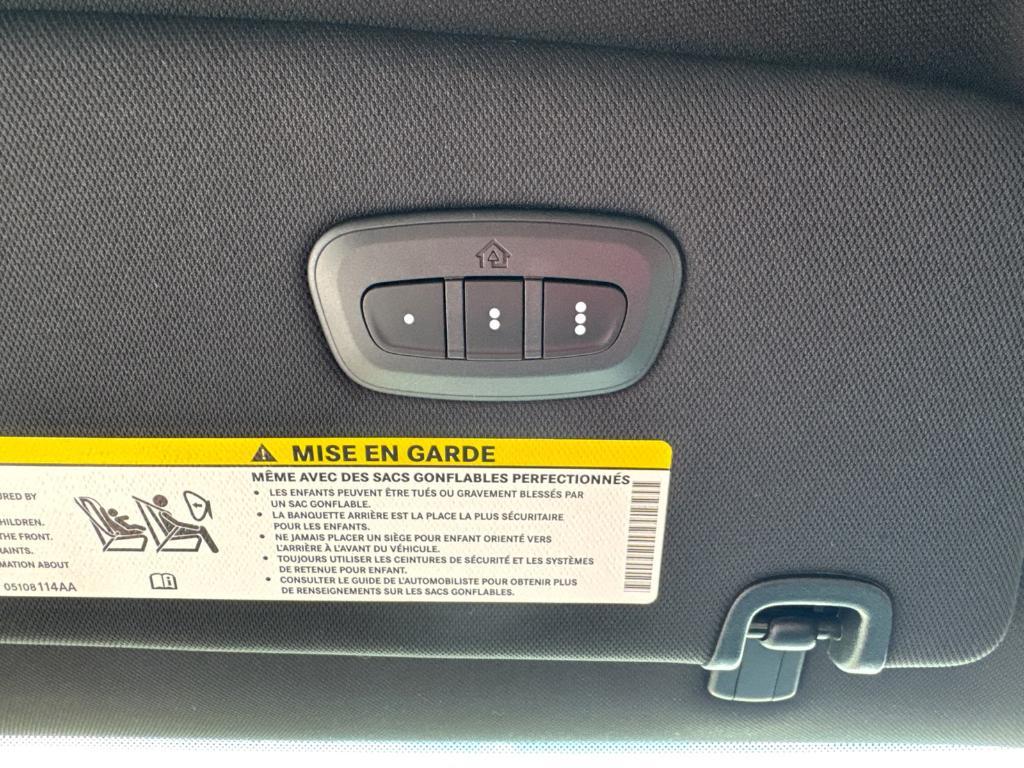 MISE EN GARDE
MÊME AVEC DES SACS GONFLABLES PERFECTIONNÉS
• LES ENFANTS PEUVENT ÊTRE TUÉS OU GRAVEMENT BLESSÉS PAR
UN SAC GONFLABLE.
• LA BANQUETTE ARRIÈRE EST LA PLACE LA PLUS SÉCURITAIRE
POUR LES ENFANTS.
• NE JAMAIS PLACER UN SIÈGE POUR ENFANT ORIENTÉ VERS
L'ARRIÈRE À L'AVANT DU VÉHICULE.
• TOUJOURS UTILISER LES CEINTURES DE SÉCURITÉ ET LES SYSTÈMES
DE RETENUE POUR ENFANT.
• CONSULTER LE GUIDE DE L'AUTOMOBILISTE POUR OBTENIR PLUS
DE RENSEIGNEMENTS SUR LES SACS GONFLABLES.
URED BY
HILDREN.
THE FRONT.
AINTS.
MATION ABOUT
05108114AA